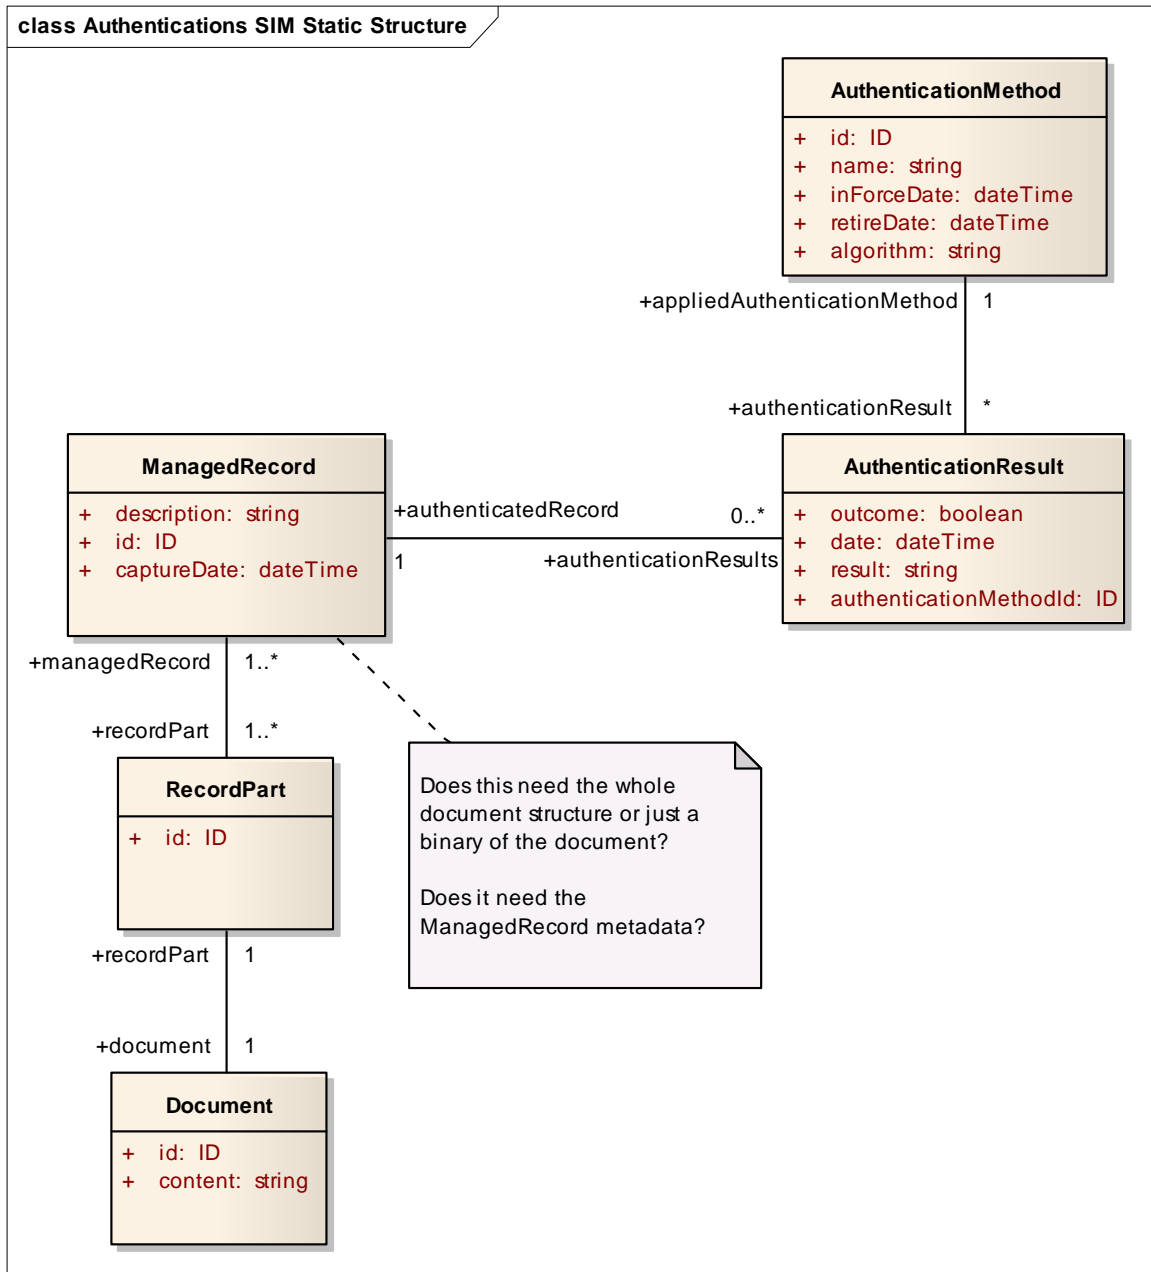 class Authentications SIM Static Structure
AuthenticationMethod
+ id: ID
+ name: string
+ inForceDate: dateTime
+ retireDate: dateTime
+ algorithm: string
+appliedAuthenticationMethod 1
+authenticationResult *
ManagedRecord
+ description: string
+ id: ID
+ captureDate: dateTime
+authenticatedRecord 0..*
1 +authenticationResults
AuthenticationResult
+ outcome: boolean
+ date: dateTime
+ result: string
+ authenticationMethodId: ID
+managedRecord 1..*
+recordPart 1..*
RecordPart
+ id: ID
Does this need the whole
document structure or just a
binary of the document?
Does it need the
ManagedRecord metadada?
+recordPart 1
+document 1
Document
+ id: ID
+ content: string